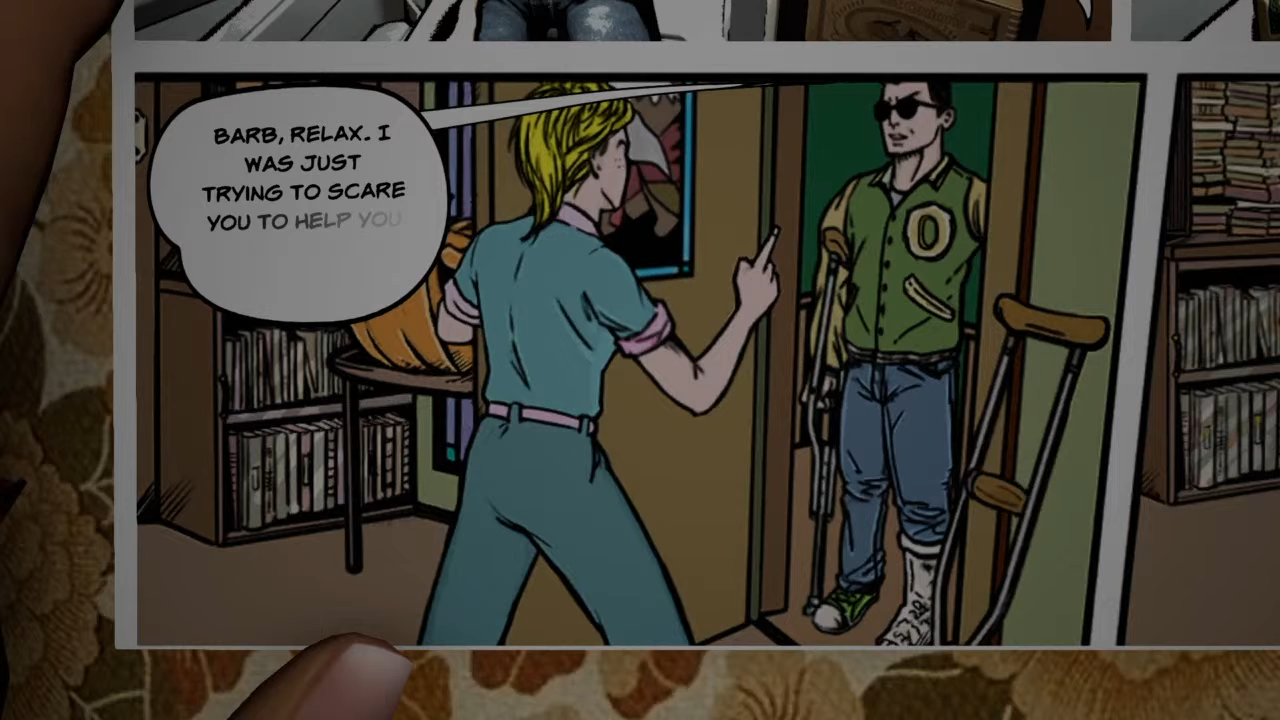 BARB, RELAX. I
WAS JUST
TRYING TO SCARE
YOU TO HELP YOU
O